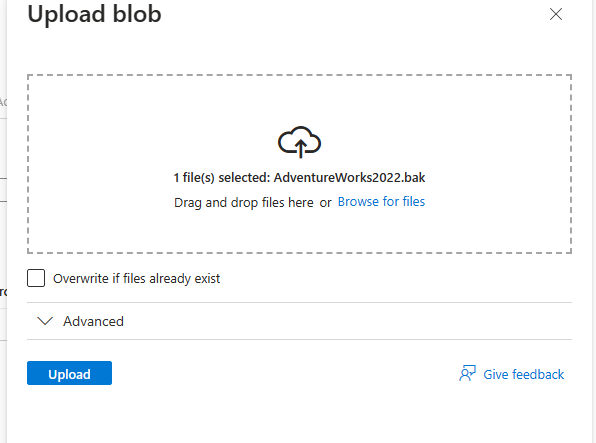 Upload blob
1 file(s) selected: AdventureWorks2022.bak
Drag and drop files here or Browse for files
Overwrite if files already exist
Advanced
Upload
Give feedback